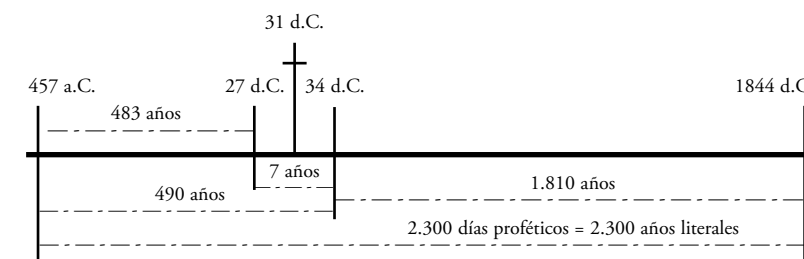 31 d.C.
457 a.C.
27 d.C.
34 d.C.
1844 d.C
483 años
7 años
490 años
1.810 años
2.300 días proféticos = 2.300 años literales